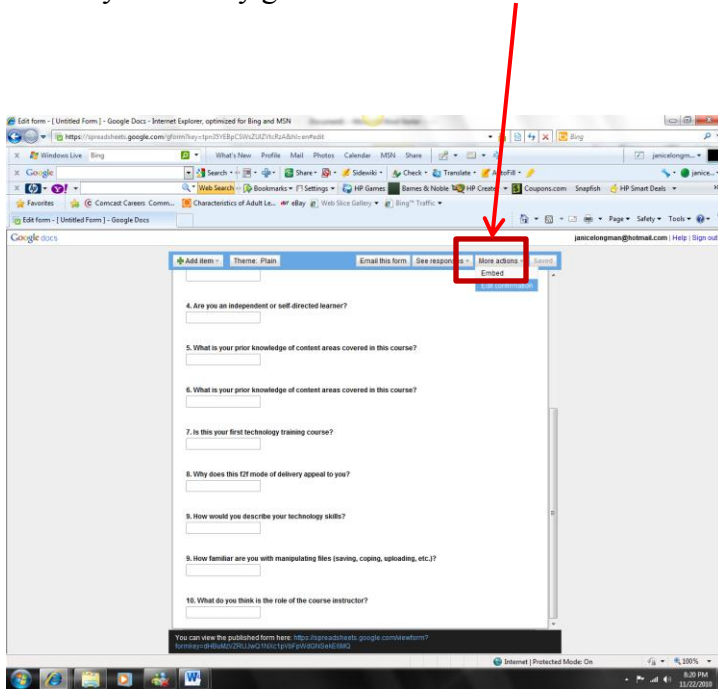 Edit form - [ Untitled Form ] - Google Docs - Internet Explorer, optimized for Bing and MSN
Bing
Windows Live Bing What's New Profile Mail Photos Calendar MSN Share janicelongm...
Google Search Share Sidewiki Check Translate AutoFill janice...
Web Search Bookmarks Settings HP Games Barnes & Noble HP Create Coupons.com Snapfish HP Smart Deals
Favorites Comcast Careers Comm... Characteristics of Adult Le... eBay Web Slice Gallery Bing™ Traffic
Edit form - [ Untitled Form ] - Google Docs Page Safety Tools
Google docs janicelongman@hotmail.com | Help | Sign out
Add item Theme: Plain Email this form See responses More actions Saved
Embed
Edit confirmation
4. Are you an independent or self-directed learner?
5. What is your prior knowledge of content areas covered in this course?
6. What is your prior knowledge of content areas covered in this course?
7. Is this your first technology training course?
8. Why does this f2f mode of delivery appeal to you?
9. How would you describe your technology skills?
9. How familiar are you with manipulating files (saving, coping, uploading, etc.)?
10. What do you think is the role of the course instructor?
You can view the published form here: https://spreadsheets.google.com/viewform?
Internet | Protected Mode: On 100%
8:20 PM
11/22/2010